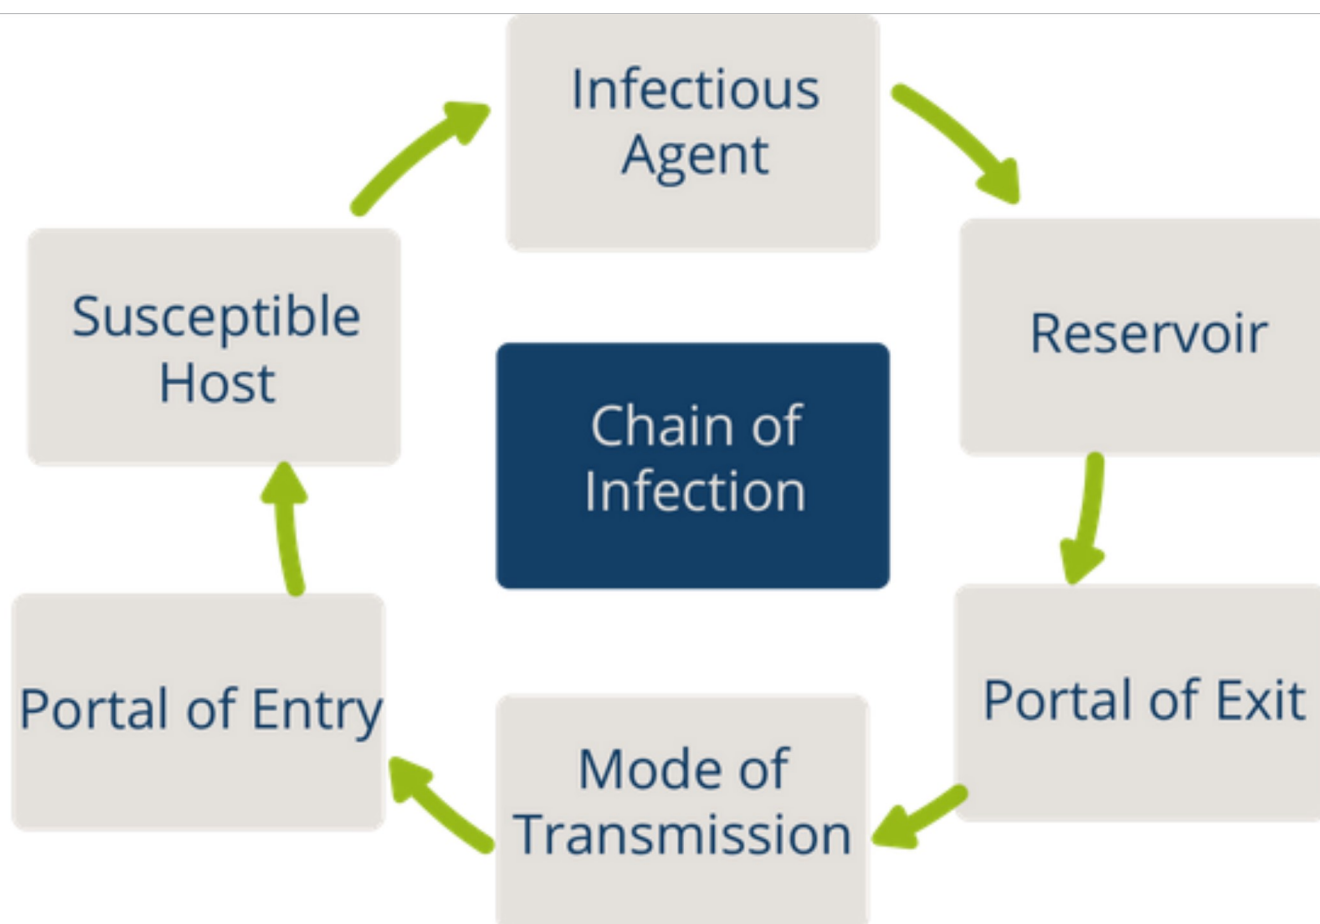 Infectious
Agent
Reservoir
Portal of Exit
Mode of
Transmission
Portal of Entry
Susceptible
Host
Chain of
Infection